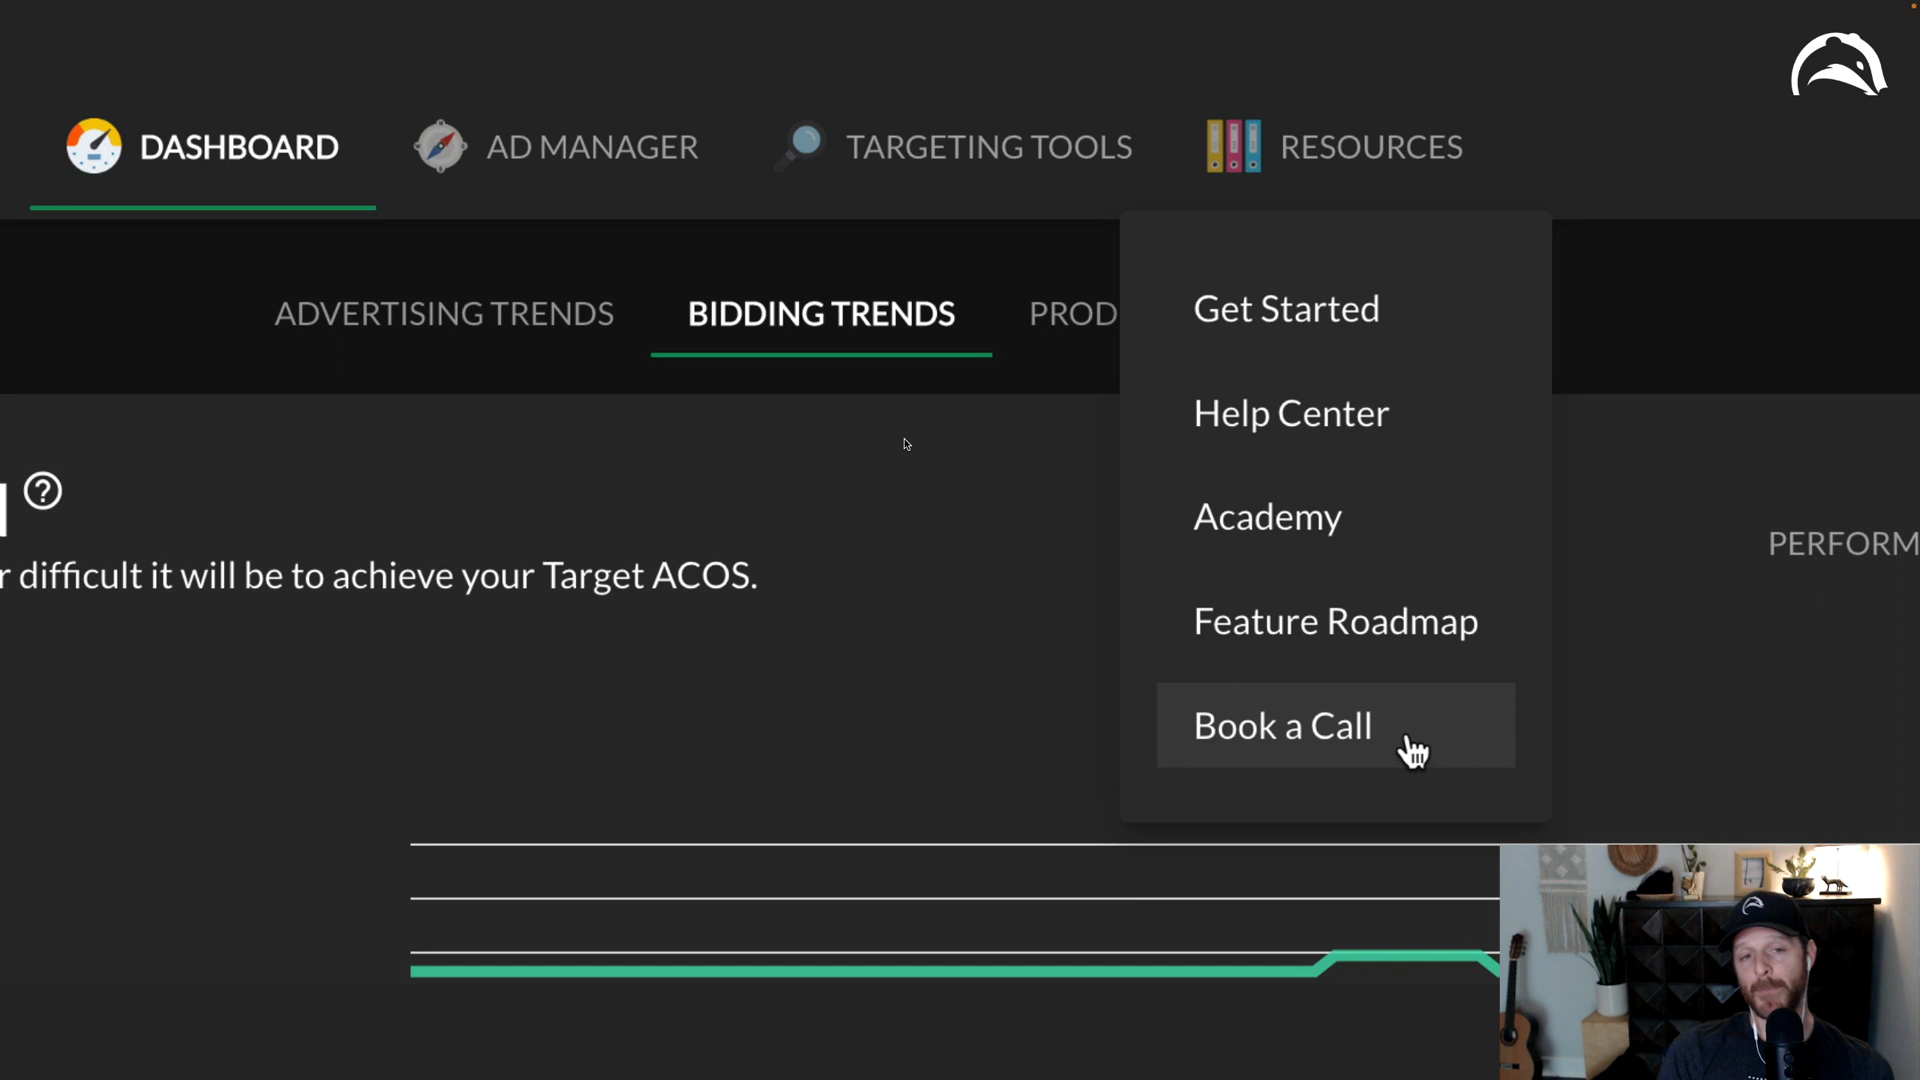 DASHBOARD
AD MANAGER
TARGETING TOOLS
RESOURCES
ADVERTISING TRENDS
BIDDING TRENDS
PROD
Get Started
Help Center
Academy
Feature Roadmap
Book a Call
?
PERFORM
r difficult it will be to achieve your Target ACOS.